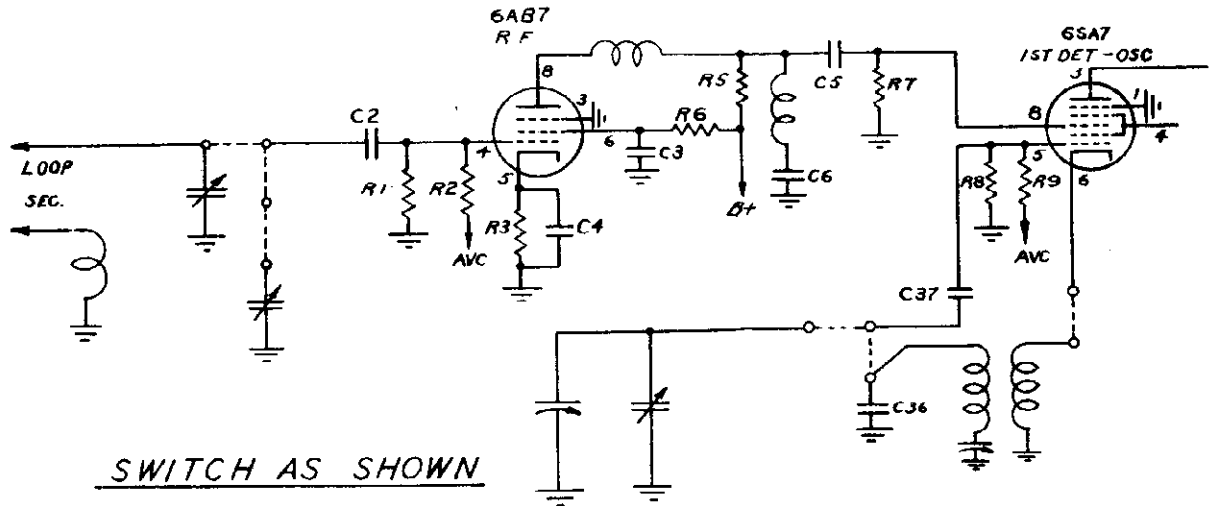 6AB7
RF
6SA7
1ST DET-OSC
3
8
C5
R5
R7
1
C2
3
R6
8
4
6
C3
4
LOOP
5
C6
5
6
SEC.
R1
R2
R3
C4
B+
R8
R9
AVC
AVC
C37
C36
SWITCH AS SHOWN